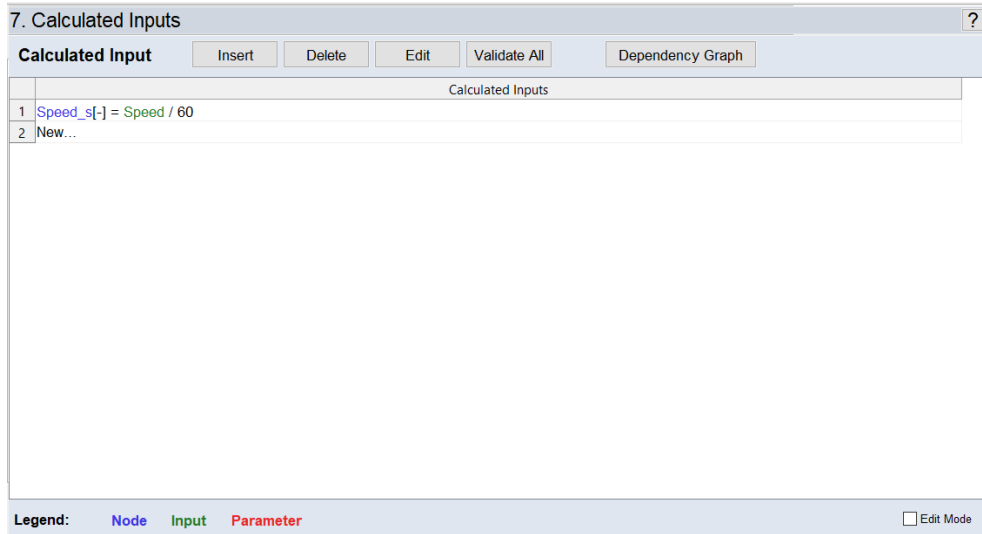 7. Calculated Inputs ?
Calculated Input Insert Delete Edit Validate All Dependency Graph
Calculated Inputs
1 Speed_s[-] = Speed / 60
2 New...
Legend: Node Input Parameter Edit Mode